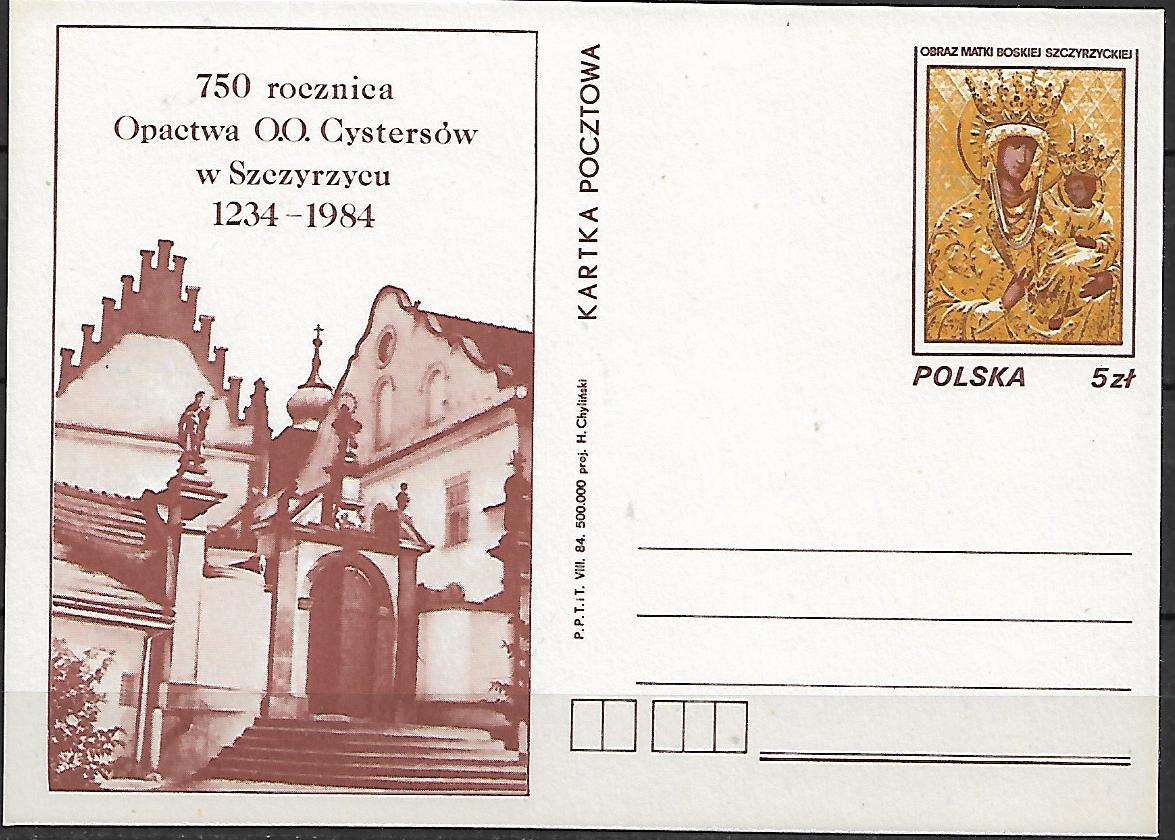 750 rocznica
Opactwa O.O. Cystersów
w Szczyrzycu
1234-1984
KARTKA POCZTOWA
P.P.T.iT. VIII. 84. 500.000 proj. H. Chyliński
OBRAZ MATKI BOSKIEJ SZCZYRZYCKIEJ
POLSKA 5 zł